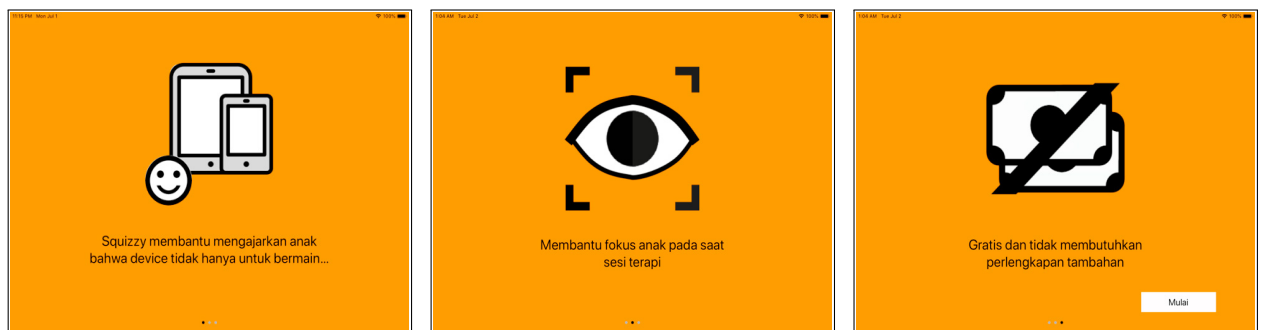 11:15 PM Mon Jul 1
100%
Squizzy membantu mengajarkan anak
bahwa device tidak hanya untuk bermain...
1:04 AM Tue Jul 2
100%
Membantu fokus anak pada saat
sesi terapi
1:04 AM Tue Jul 2
100%
Gratis dan tidak membutuhkan
perlengkapan tambahan
Mulai